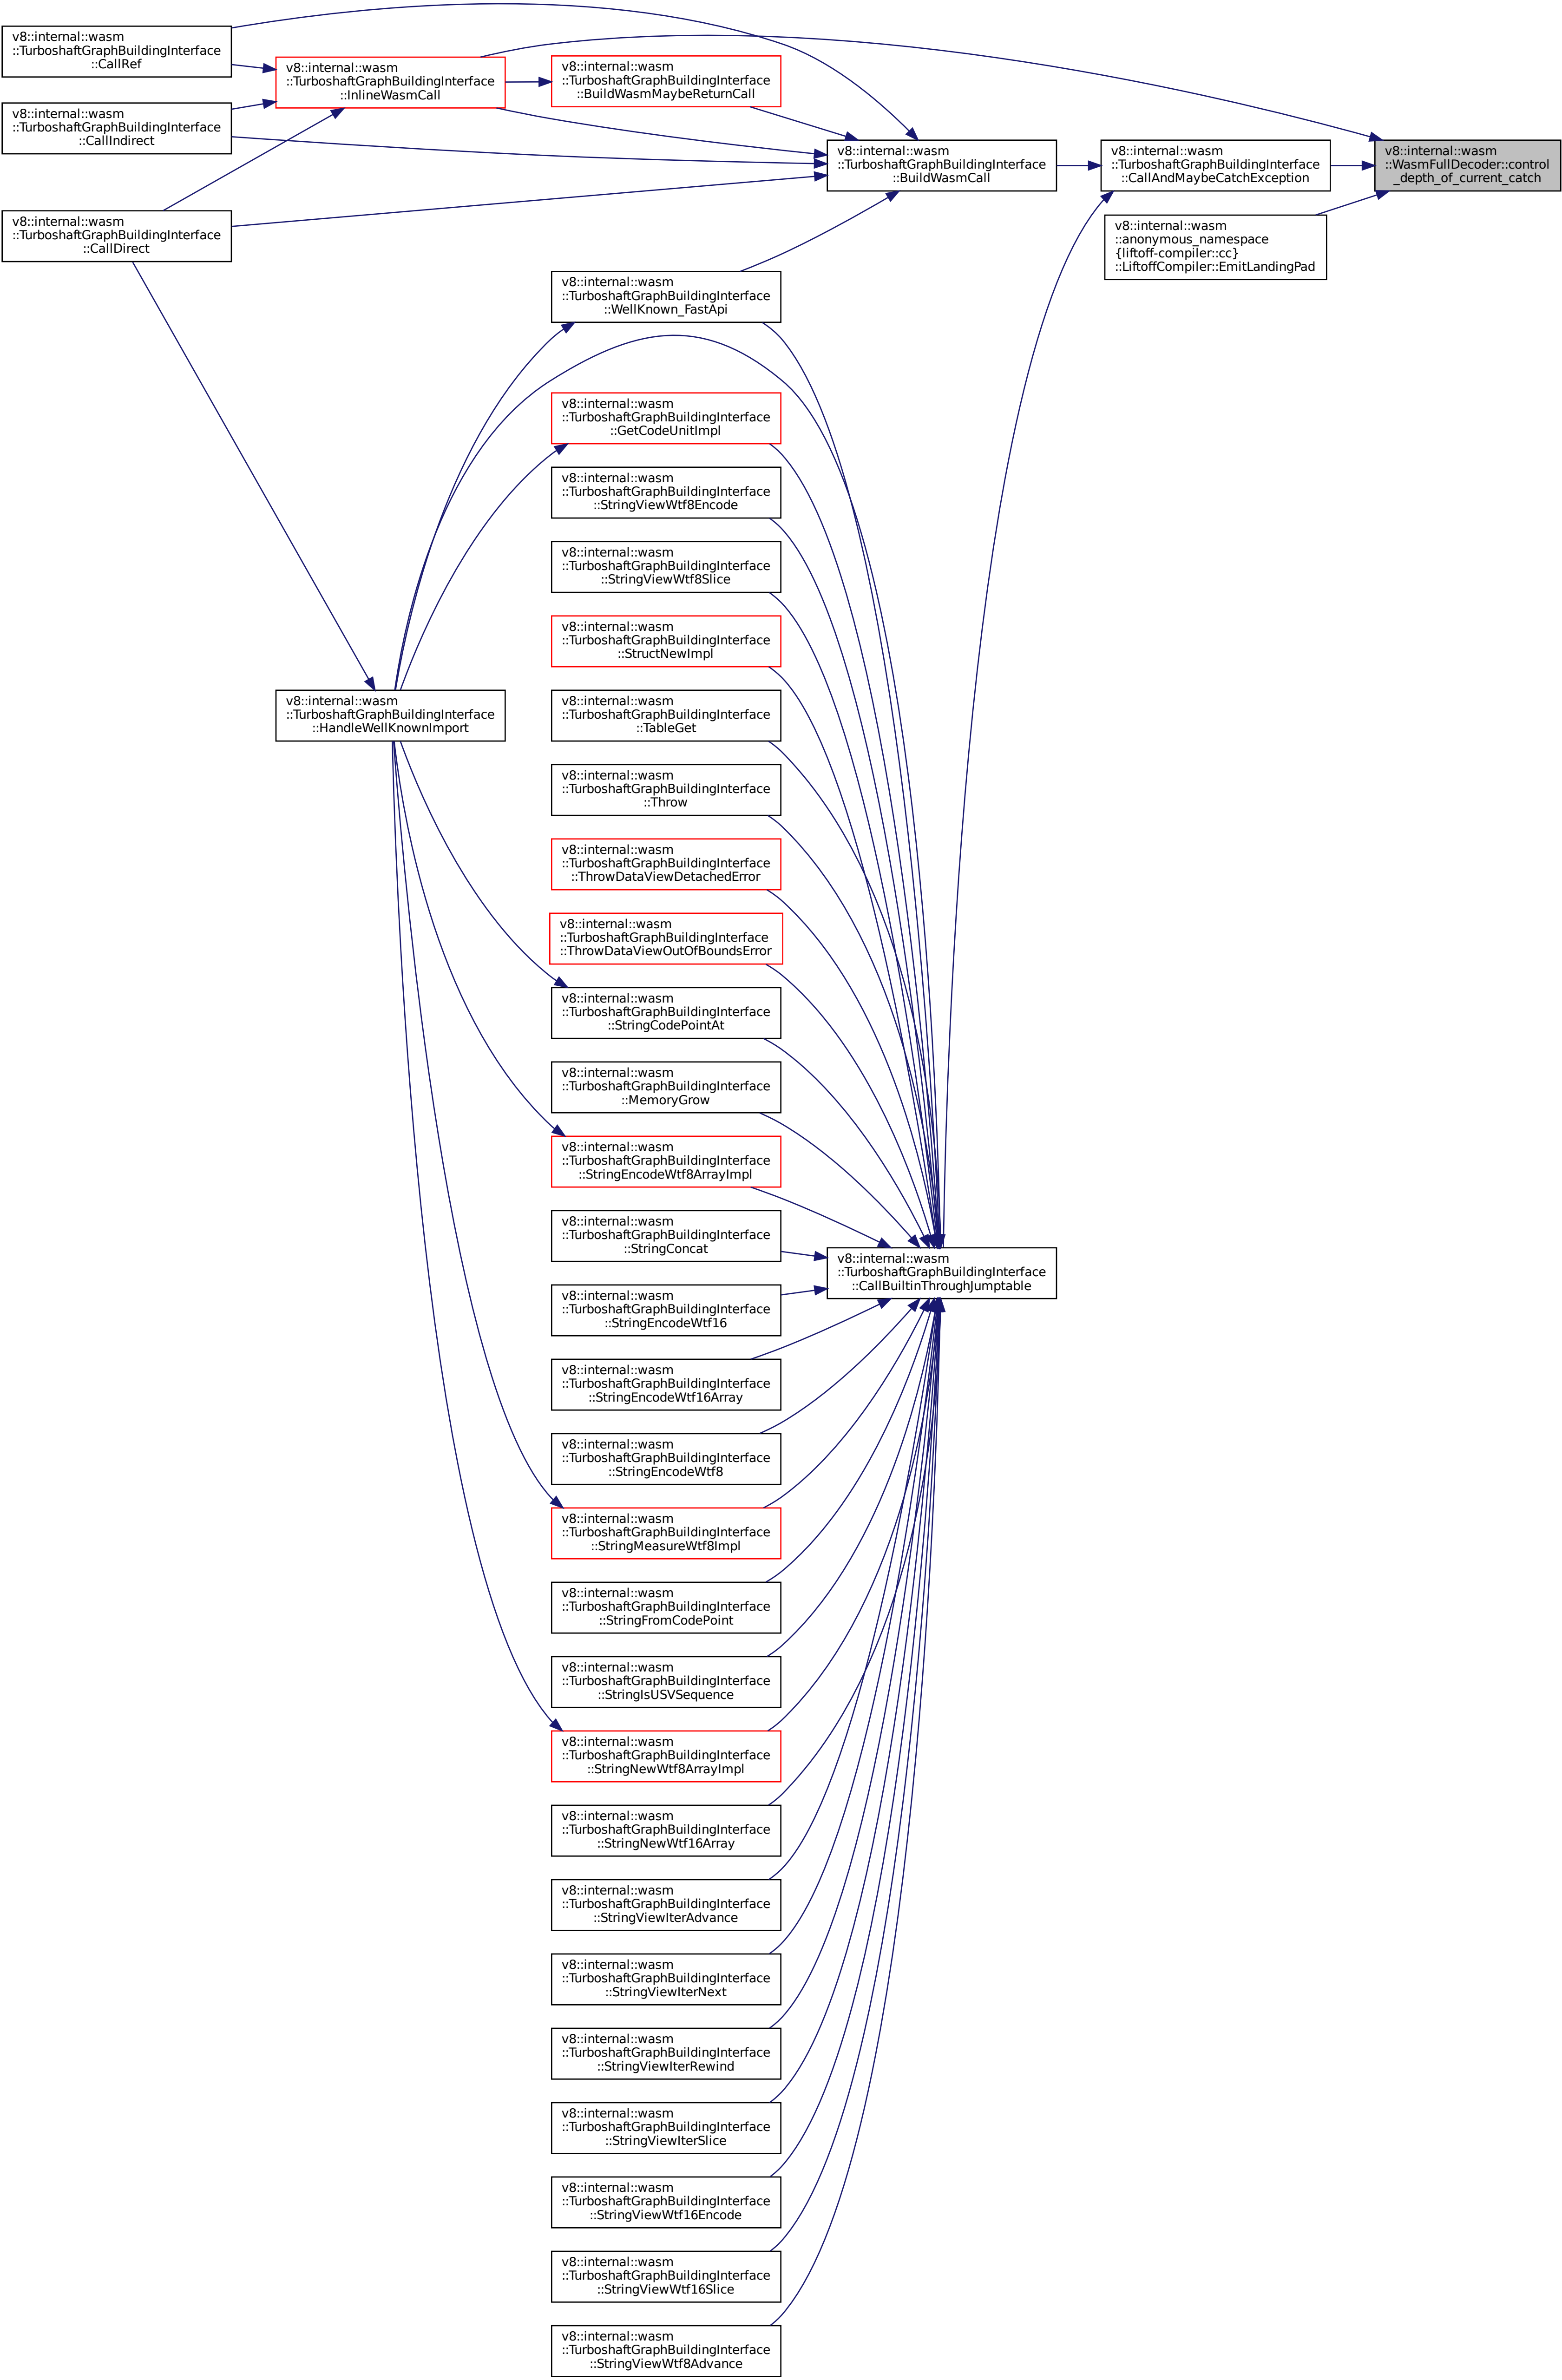 v8::internal::wasm
::TurboshaftGraphBuildingInterface
::CallRef
v8::internal::wasm
::TurboshaftGraphBuildingInterface
::InlineWasmCall
v8::internal::wasm
::TurboshaftGraphBuildingInterface
::BuildWasmMaybeReturnCall
v8::internal::wasm
::TurboshaftGraphBuildingInterface
::CallIndirect
v8::internal::wasm
::TurboshaftGraphBuildingInterface
::BuildWasmCall
v8::internal::wasm
::TurboshaftGraphBuildingInterface
::CallAndMaybeCatchException
v8::internal::wasm
::WasmFullDecoder::control
_depth_of_current_catch
v8::internal::wasm
::TurboshaftGraphBuildingInterface
::CallDirect
v8::internal::wasm
::anonymous_namespace
{liftoff-compiler::cc}
::LiftoffCompiler::EmitLandingPad
v8::internal::wasm
::TurboshaftGraphBuildingInterface
::WellKnown_FastApi
v8::internal::wasm
::TurboshaftGraphBuildingInterface
::GetCodeUnitImpl
v8::internal::wasm
::TurboshaftGraphBuildingInterface
::StringViewWtf8Encode
v8::internal::wasm
::TurboshaftGraphBuildingInterface
::StringViewWtf8Slice
v8::internal::wasm
::TurboshaftGraphBuildingInterface
::StructNewImpl
v8::internal::wasm
::TurboshaftGraphBuildingInterface
::HandleWellKnownImport
v8::internal::wasm
::TurboshaftGraphBuildingInterface
::TableGet
v8::internal::wasm
::TurboshaftGraphBuildingInterface
::Throw
v8::internal::wasm
::TurboshaftGraphBuildingInterface
::ThrowDataViewDetachedError
v8::internal::wasm
::TurboshaftGraphBuildingInterface
::ThrowDataViewOutOfBoundsError
v8::internal::wasm
::TurboshaftGraphBuildingInterface
::StringCodePointAt
v8::internal::wasm
::TurboshaftGraphBuildingInterface
::MemoryGrow
v8::internal::wasm
::TurboshaftGraphBuildingInterface
::StringEncodeWtf8ArrayImpl
v8::internal::wasm
::TurboshaftGraphBuildingInterface
::StringConcat
v8::internal::wasm
::TurboshaftGraphBuildingInterface
::CallBuiltinThroughJumptable
v8::internal::wasm
::TurboshaftGraphBuildingInterface
::StringEncodeWtf16
v8::internal::wasm
::TurboshaftGraphBuildingInterface
::StringEncodeWtf16Array
v8::internal::wasm
::TurboshaftGraphBuildingInterface
::StringEncodeWtf8
v8::internal::wasm
::TurboshaftGraphBuildingInterface
::StringMeasureWtf8Impl
v8::internal::wasm
::TurboshaftGraphBuildingInterface
::StringFromCodePoint
v8::internal::wasm
::TurboshaftGraphBuildingInterface
::StringIsUSVSequence
v8::internal::wasm
::TurboshaftGraphBuildingInterface
::StringNewWtf8ArrayImpl
v8::internal::wasm
::TurboshaftGraphBuildingInterface
::StringNewWtf16Array
v8::internal::wasm
::TurboshaftGraphBuildingInterface
::StringViewIterAdvance
v8::internal::wasm
::TurboshaftGraphBuildingInterface
::StringViewIterNext
v8::internal::wasm
::TurboshaftGraphBuildingInterface
::StringViewIterRewind
v8::internal::wasm
::TurboshaftGraphBuildingInterface
::StringViewIterSlice
v8::internal::wasm
::TurboshaftGraphBuildingInterface
::StringViewWtf16Encode
v8::internal::wasm
::TurboshaftGraphBuildingInterface
::StringViewWtf16Slice
v8::internal::wasm
::TurboshaftGraphBuildingInterface
::StringViewWtf8Advance